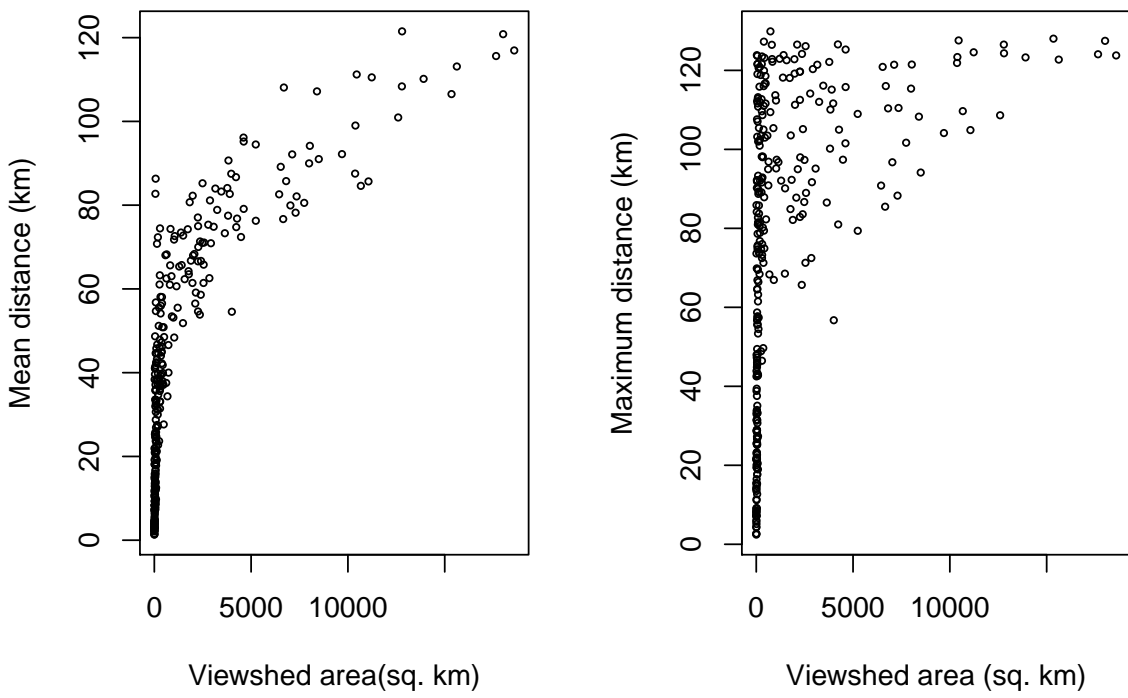 Mean distance (km)
120
100
80
60
40
20
0
0 5000 10000
Viewshed area(sq. km)
Maximum distance (km)
120
100
80
60
40
20
0
0 5000 10000
Viewshed area (sq. km)